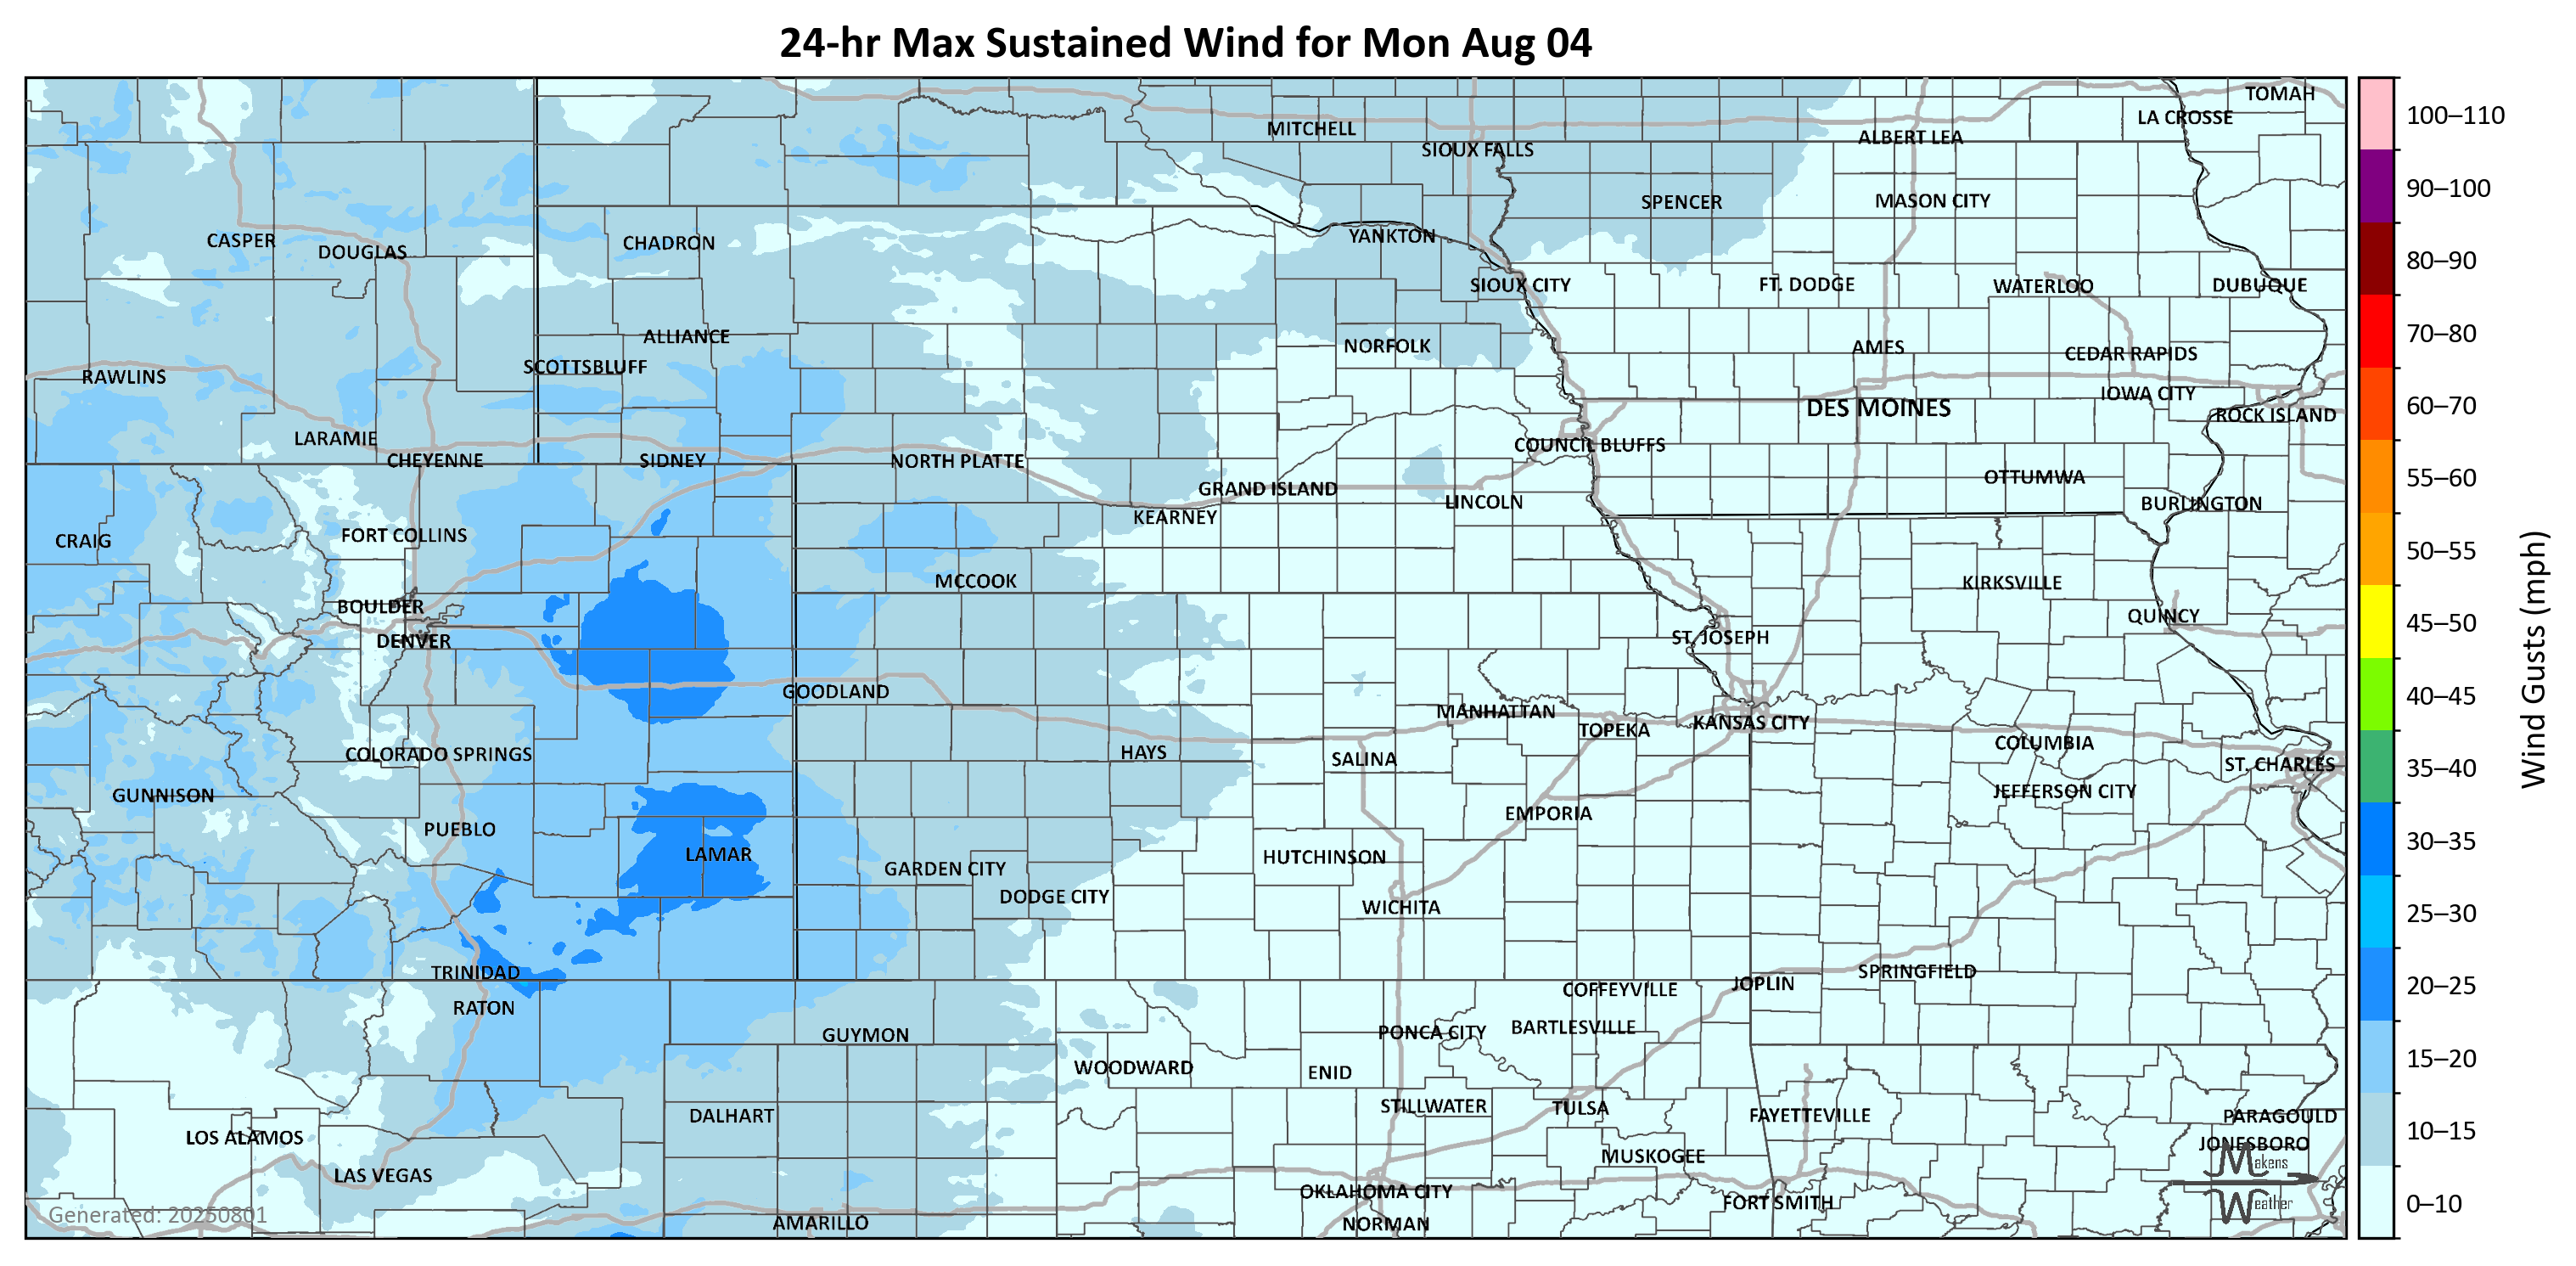 24-hr Max Sustained Wind for Mon Aug 04
TOMAH
LA CROSSE
MITCHELL
ALBERT LEA
SIOUX FALLS
SPENCER
MASON CITY
CASPER
DOUGLAS
CHADRON
YANKTON
SIOUX CITY
FT. DODGE
WATERLOO
DUBUQUE
ALLIANCE
NORFOLK
AMES
CEDAR RAPIDS
SCOTTSBLUFF
RAWLINS
IOWA CITY
DES MOINES
ROCK ISLAND
LARAMIE
COUNCIL BLUFFS
CHEYENNE
SIDNEY
NORTH PLATTE
OTTUMWA
GRAND ISLAND
LINCOLN
BURLINGTON
KEARNEY
CRAIG
FORT COLLINS
MCCOOK
KIRKSVILLE
BOULDER
QUINCY
DENVER
ST. JOSEPH
GOODLAND
MANHATTAN
TOPEKA
KANSAS CITY
COLORADO SPRINGS
HAYS
SALINA
COLUMBIA
ST. CHARLES
GUNNISON
JEFFERSON CITY
PUEBLO
EMPORIA
LAMAR
HUTCHINSON
GARDEN CITY
DODGE CITY
WICHITA
TRINIDAD
SPRINGFIELD
JOPLIN
COFFEYVILLE
RATON
GUYMON
PONCA CITY
BARTLESVILLE
WOODWARD
ENID
DALHART
STILLWATER
TULSA
FAYETTEVILLE
PARAGOULD
LOS ALAMOS
JONESBORO
LAS VEGAS
MUSKOGEE
OKLAHOMA CITY
FORT SMITH
AMARILLO
NORMAN
Generated: 20250801
Makens
Weather
100–110
90–100
80–90
70–80
60–70
55–60
50–55
45–50
40–45
35–40
30–35
25–30
20–25
15–20
10–15
0–10
Wind Gusts (mph)